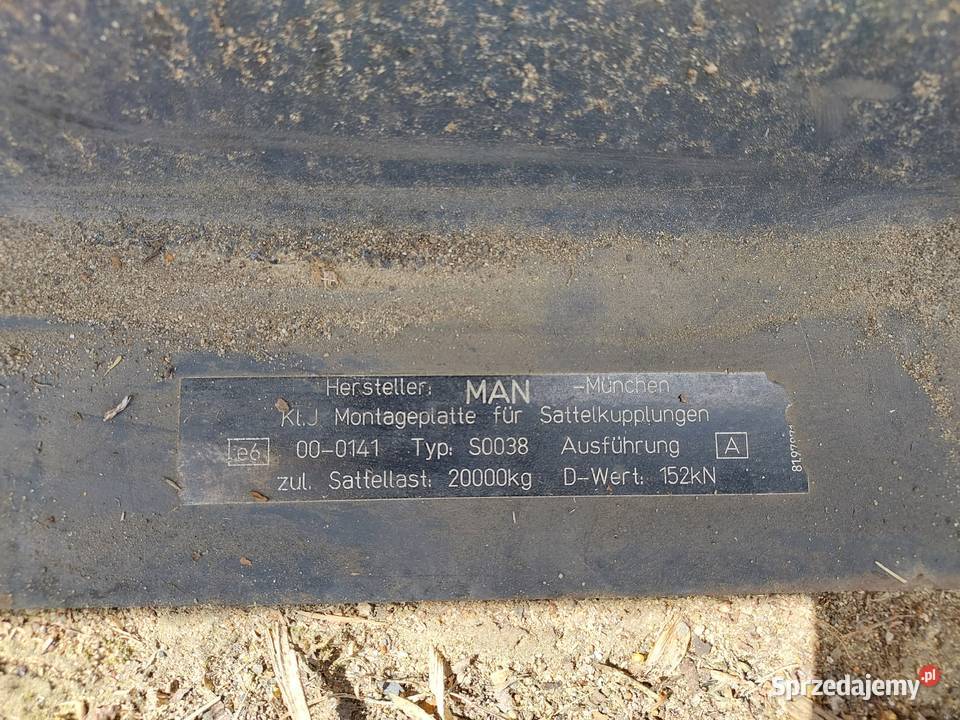 Hersteller: MAN -München
Kl.J Montageplatte für Sattelkupplungen
e6 00-0141 Typ: S0038 Ausführung A
zul. Sattellast: 20000kg D-Wert: 152kN
Sprzedajemy.pl